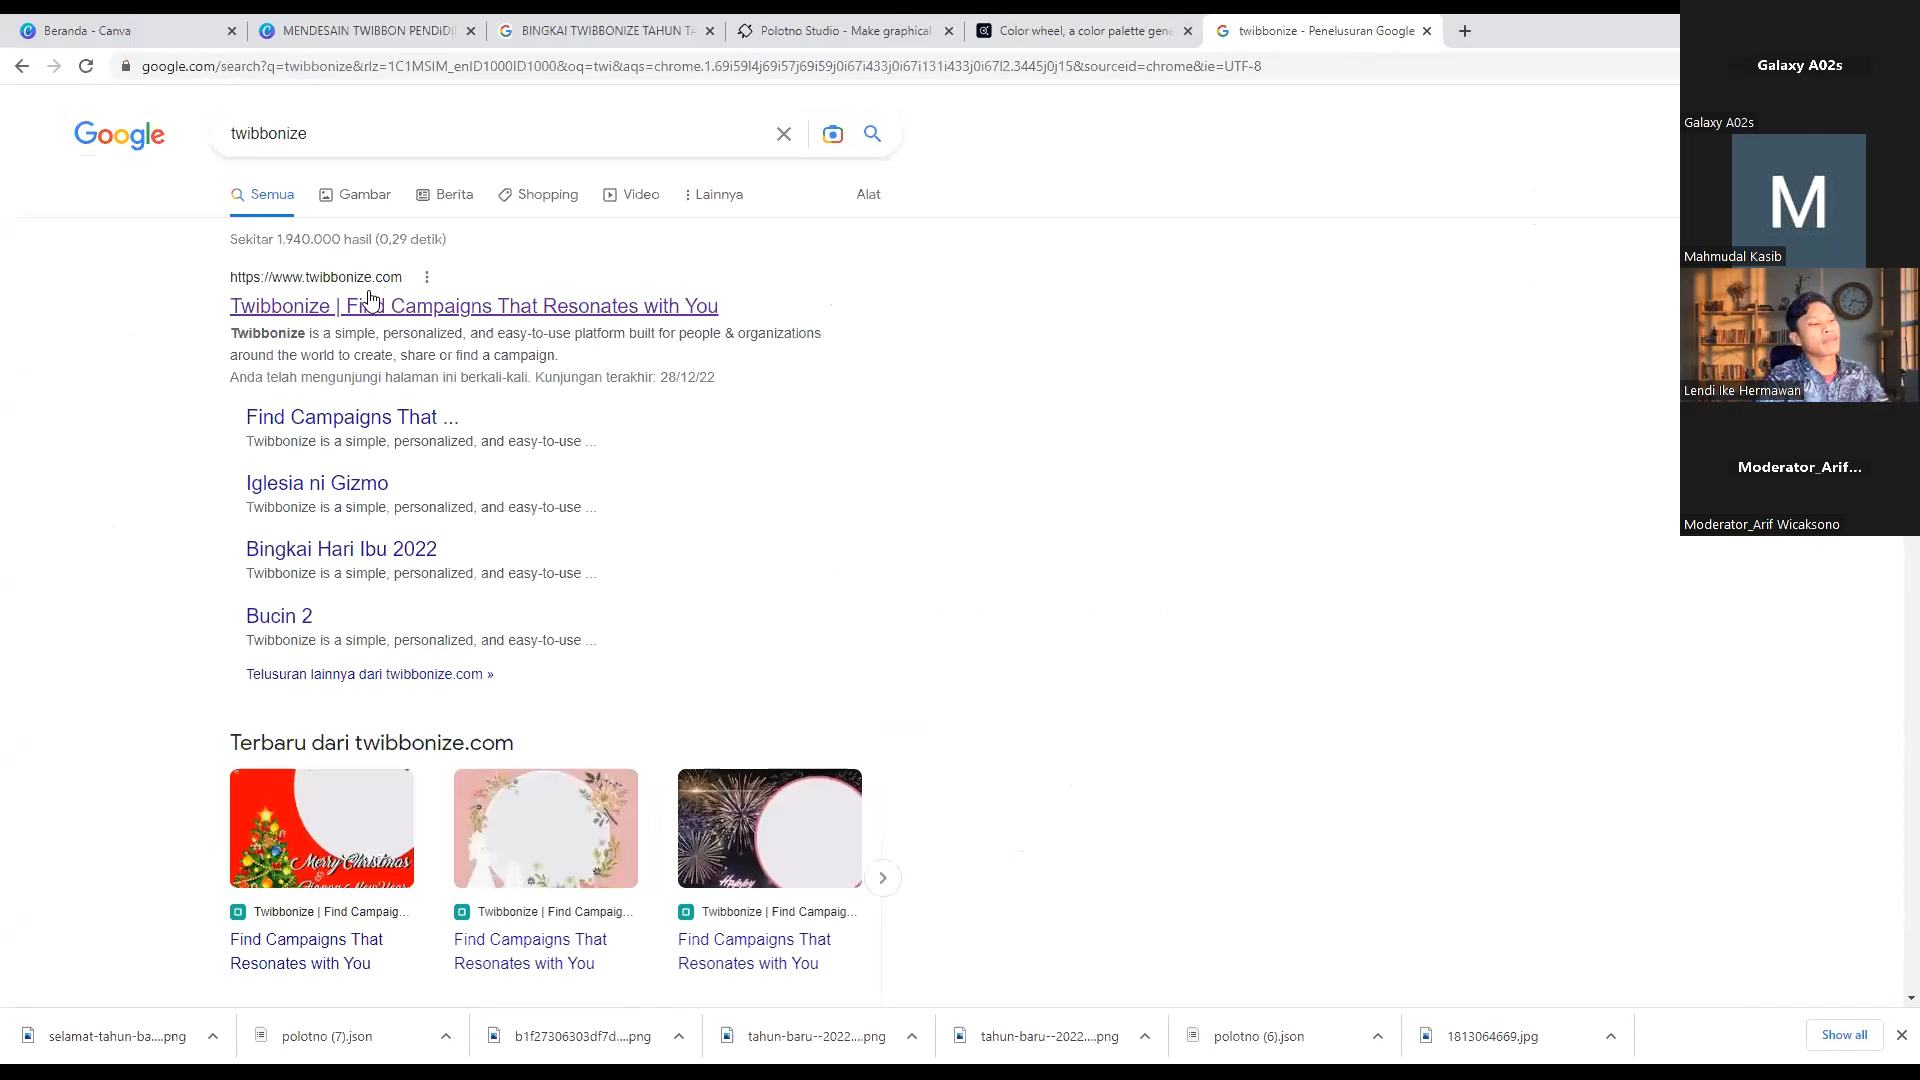 Beranda - Canva
MENDESAIN TWIBBON PENDIDI
BINGKAI TWIBBONIZE TAHUN TA
Polotno Studio - Make graphical
Color wheel, a color palette gene
twibbonize - Penelusuran Google
google.com/search?q=twibbonize&rlz=1C1MSIM_enID1000ID1000&oq=twi&aqs=chrome.1.69i59l4j69i57j69i59j0i67i433j0i67i131i433j0i67l2.3445j0j15&sourceid=chrome&ie=UTF-8
Google
twibbonize
Semua
Gambar
Berita
Shopping
Video
Lainnya
Alat
Sekitar 1.940.000 hasil (0,29 detik)
https://www.twibbonize.com
Twibbonize | Find Campaigns That Resonates with You
Twibbonize is a simple, personalized, and easy-to-use platform built for people & organizations
around the world to create, share or find a campaign.
Anda telah mengunjungi halaman ini berkali-kali. Kunjungan terakhir: 28/12/22
Find Campaigns That ...
Twibbonize is a simple, personalized, and easy-to-use ...
Iglesia ni Gizmo
Twibbonize is a simple, personalized, and easy-to-use ...
Bingkai Hari Ibu 2022
Twibbonize is a simple, personalized, and easy-to-use ...
Bucin 2
Twibbonize is a simple, personalized, and easy-to-use ...
Telusuran lainnya dari twibbonize.com »
Terbaru dari twibbonize.com
Merry Christmas
& Happy New Year
Happy
Twibbonize | Find Campaig...
Find Campaigns That
Resonates with You
Twibbonize | Find Campaig...
Find Campaigns That
Resonates with You
Twibbonize | Find Campaig...
Find Campaigns That
Resonates with You
selamat-tahun-ba....png
polotno (7).json
b1f27306303df7d....png
tahun-baru--2022....png
tahun-baru--2022....png
polotno (6).json
1813064669.jpg
Show all
Galaxy A02s
Galaxy A02s
M
Mahmudal Kasib
Lendi Ike Hermawan
Moderator_Arif...
Moderator_Arif Wicaksono